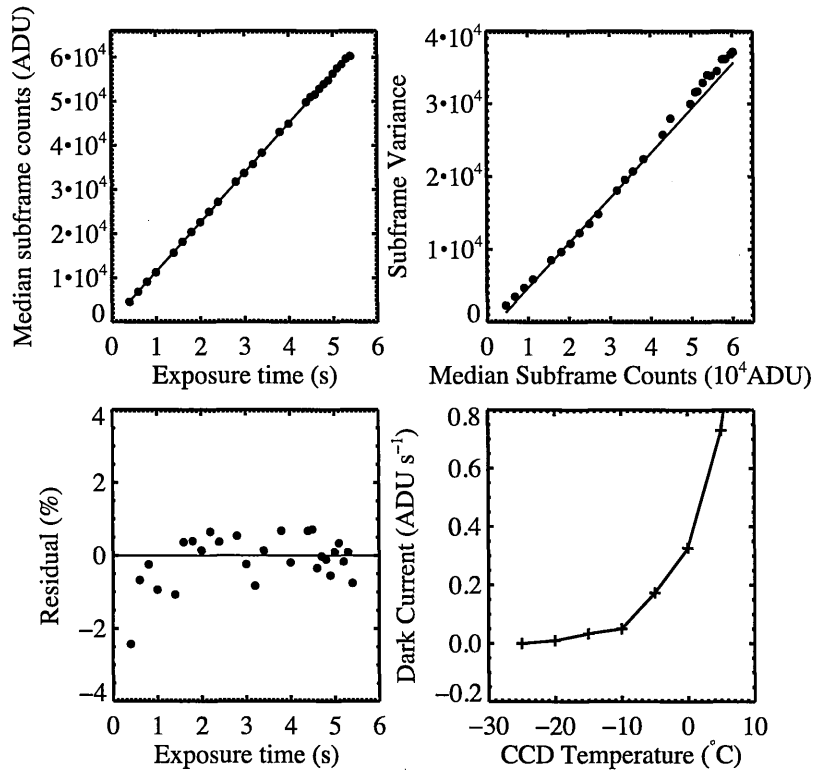 Median subframe counts (ADU)
6•10⁴
5•10⁴
4•10⁴
3•10⁴
2•10⁴
1•10⁴
0
0 1 2 3 4 5 6
Exposure time (s)
Subframe Variance
4•10⁴
3•10⁴
2•10⁴
1•10⁴
0
0 1 2 3 4 5 6
Median Subframe Counts (10⁴ADU)
Residual (%)
4
2
0
−2
−4
0 1 2 3 4 5 6
Exposure time (s)
Dark Current (ADU s⁻¹)
0.8
0.6
0.4
0.2
0.0
−0.2
−30 −20 −10 0 10
CCD Temperature (°C)